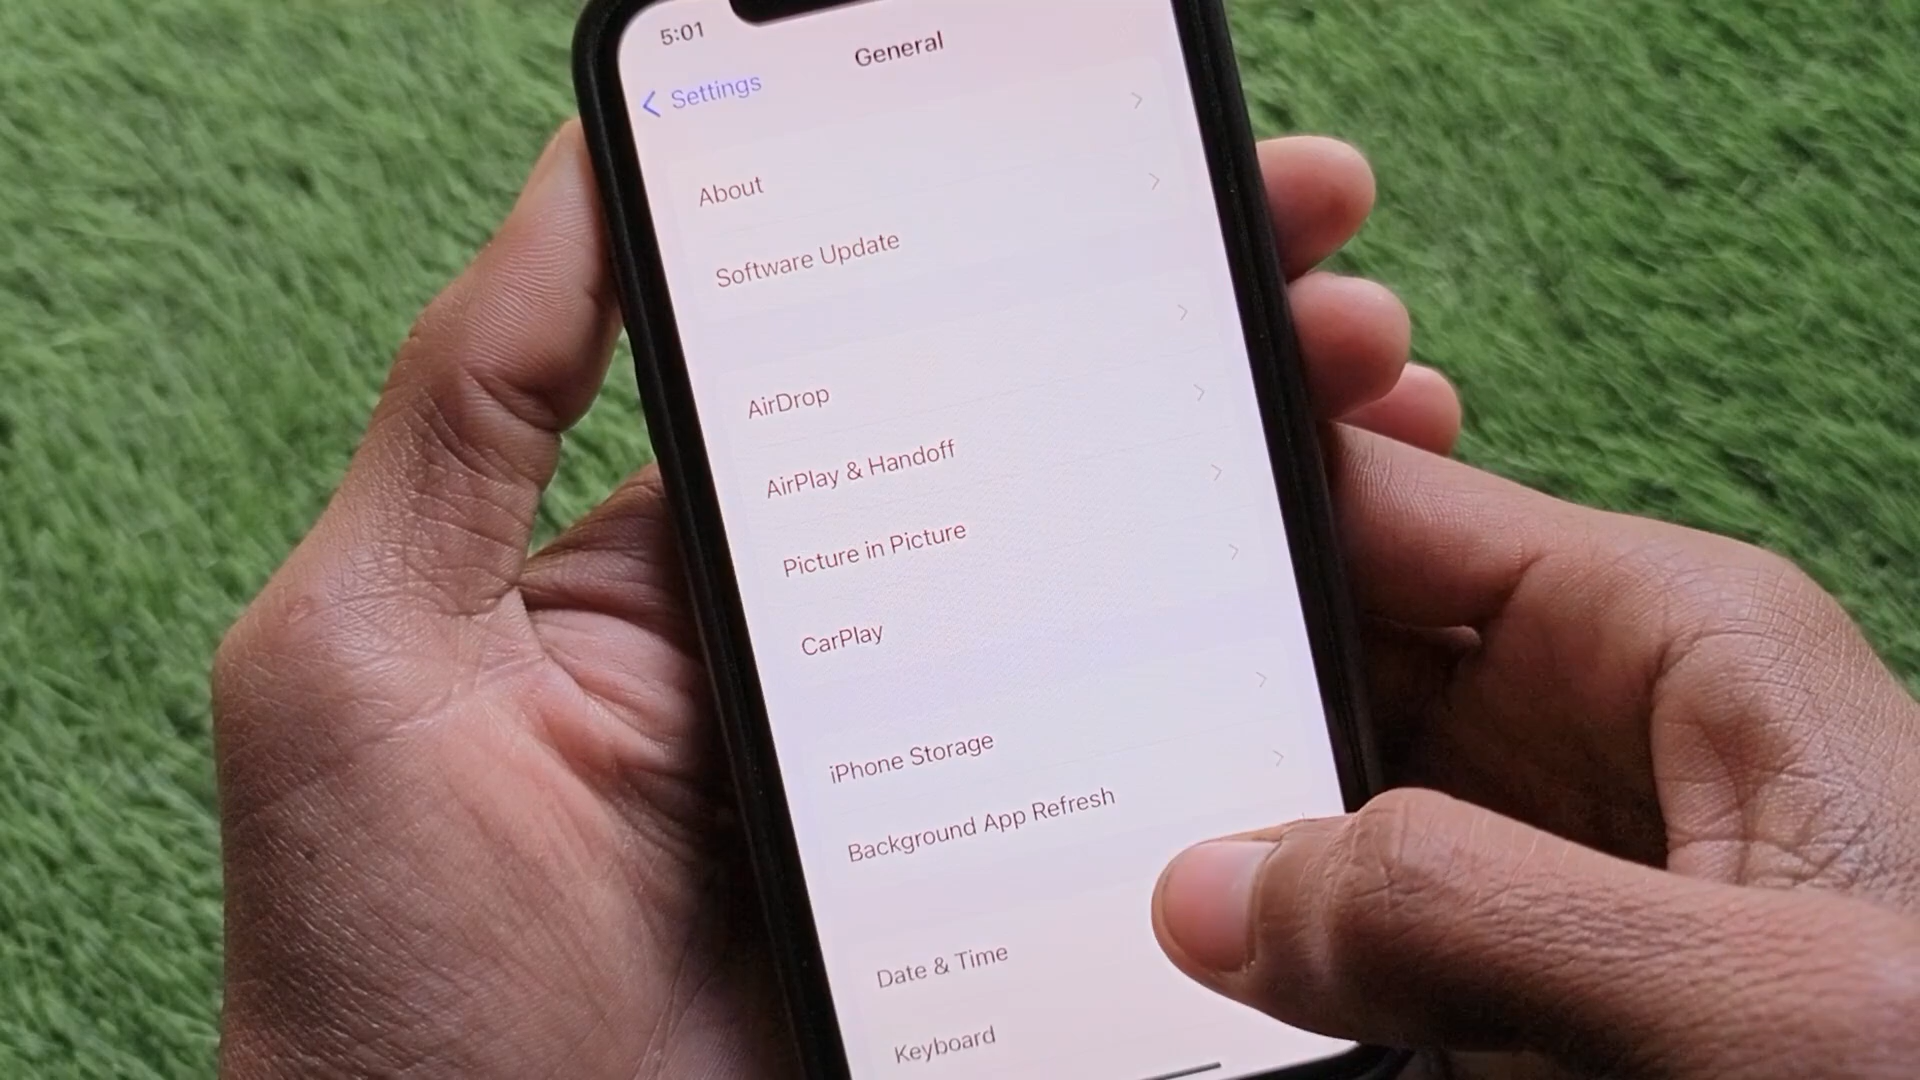 5:01
General
Settings
About
Software Update
AirDrop
AirPlay & Handoff
Picture in Picture
CarPlay
iPhone Storage
Background App Refresh
Date & Time
Keyboard